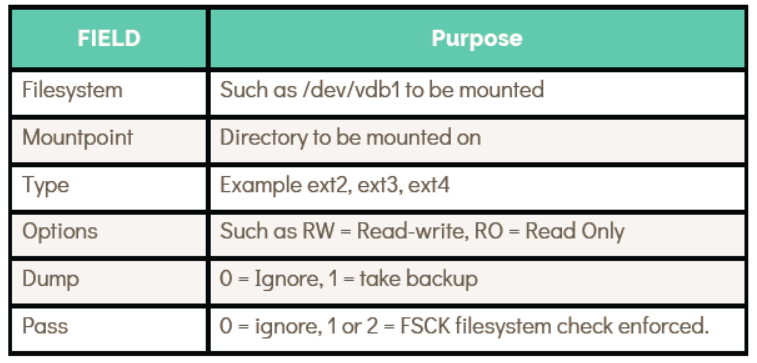 FIELD Purpose
Filesystem Such as /dev/vdb1 to be mounted
Mountpoint Directory to be mounted on
Type Example ext2, ext3, ext4
Options Such as RW = Read-write, RO = Read Only
Dump 0 = Ignore, 1 = take backup
Pass 0 = ignore, 1 or 2 = FSCK filesystem check enforced.